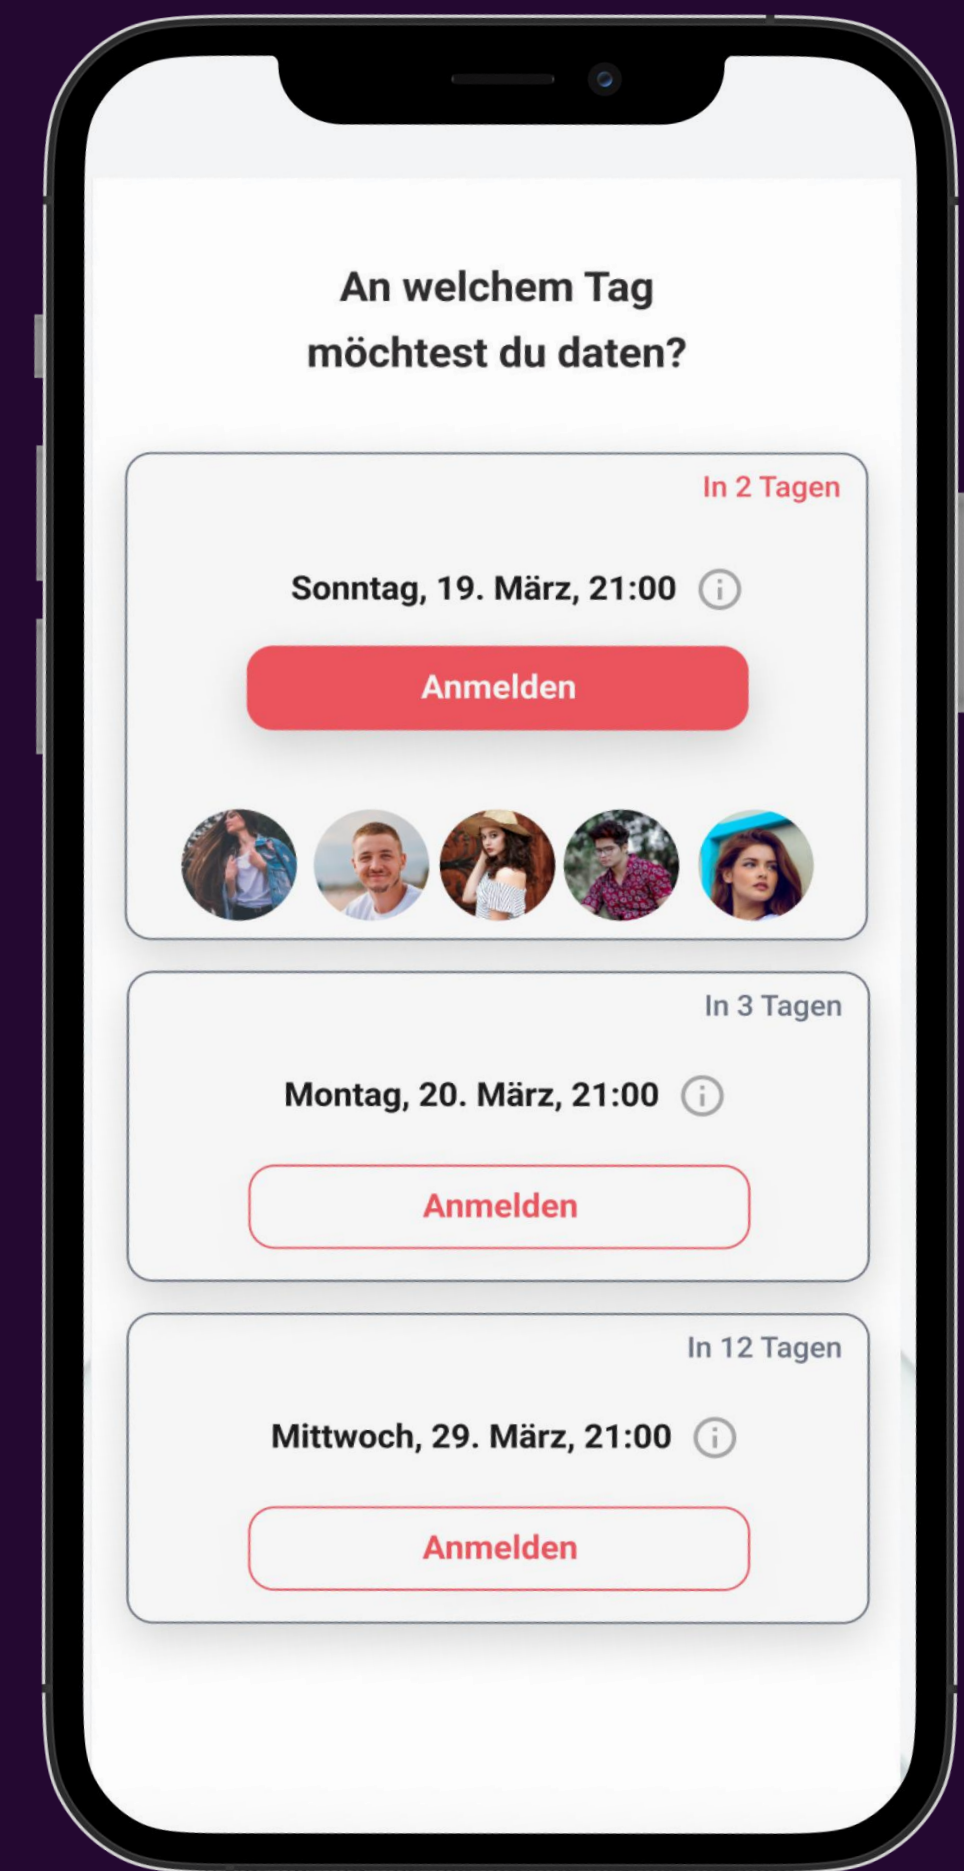 An welchem Tag
möchtest du daten?
In 2 Tagen
Sonntag, 19. März, 21:00
Anmelden
In 3 Tagen
Montag, 20. März, 21:00
Anmelden
In 12 Tagen
Mittwoch, 29. März, 21:00
Anmelden